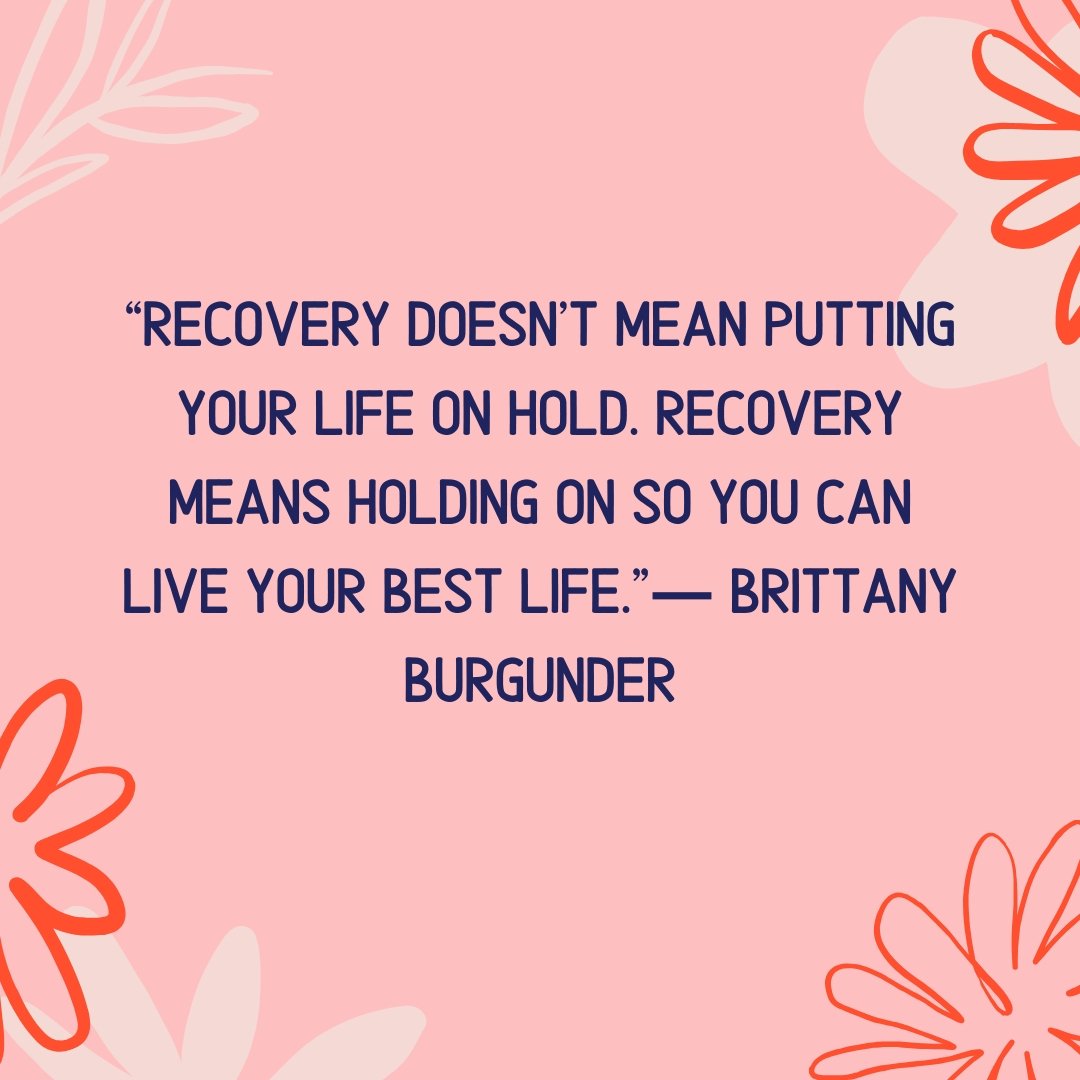 “RECOVERY DOESN’T MEAN PUTTING
YOUR LIFE ON HOLD. RECOVERY
MEANS HOLDING ON SO YOU CAN
LIVE YOUR BEST LIFE.”— BRITTANY
BURGUNDER